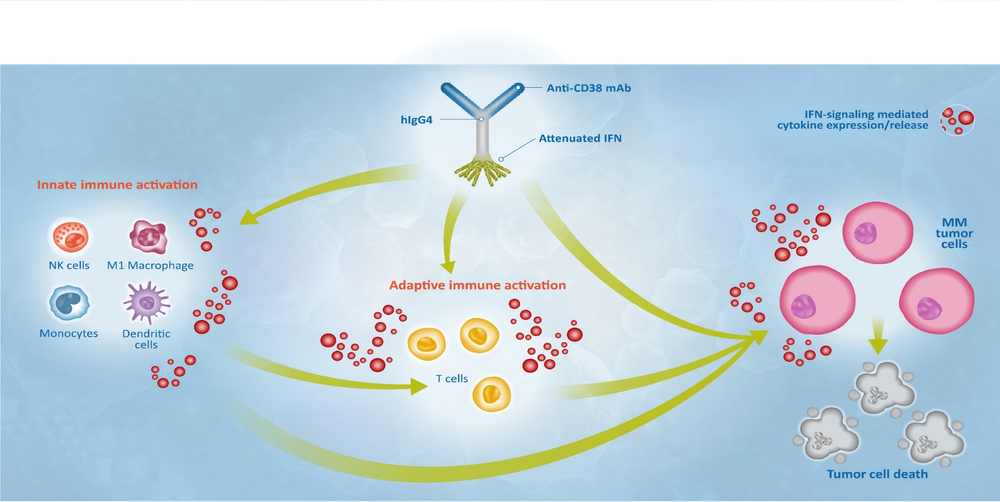 Anti-CD38 mAb
hIgG4
Attenuated IFN
IFN-signaling mediated
cytokine expression/release
Innate immune activation
NK cells
M1 Macrophage
Monocytes
Dendritic
cells
Adaptive immune activation
T cells
MM
tumor
cells
Tumor cell death